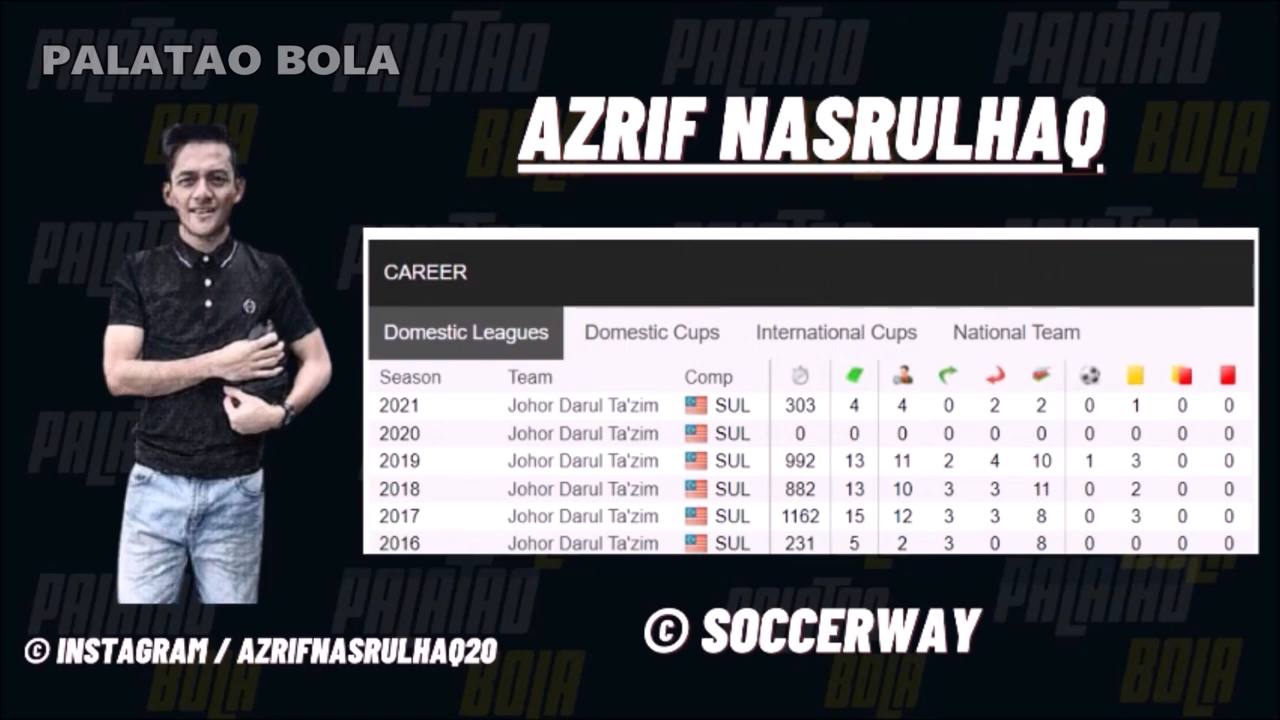 PALATAO BOLA
AZRIF NASRULHAQ
CAREER
Domestic Leagues Domestic Cups International Cups National Team
Season Team Comp
2021 Johor Darul Ta'zim SUL 303 4 4 0 2 2 0 1 0 0
2020 Johor Darul Ta'zim SUL 0 0 0 0 0 0 0 0 0 0
2019 Johor Darul Ta'zim SUL 992 13 11 2 4 10 1 3 0 0
2018 Johor Darul Ta'zim SUL 882 13 10 3 3 11 0 2 0 0
2017 Johor Darul Ta'zim SUL 1162 15 12 3 3 8 0 3 0 0
2016 Johor Darul Ta'zim SUL 231 5 2 3 0 8 0 0 0 0
© SOCCERWAY
© INSTAGRAM / AZRIFNASRULHAQ20